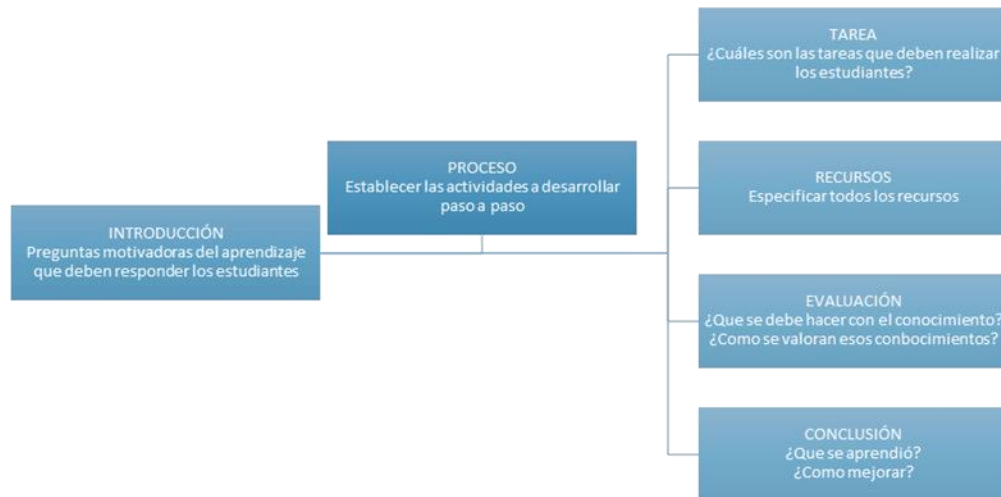 INTRODUCCIÓN
Preguntas motivadoras del aprendizaje
que deben responder los estudiantes
PROCESO
Establecer las actividades a desarrollar
paso a paso
TAREA
¿Cuáles son las tareas que deben realizar
los estudiantes?
RECURSOS
Especificar todos los recursos
EVALUACIÓN
¿Que se debe hacer con el conocimiento?
¿Como se valoran esos conbocimientos?
CONCLUSIÓN
¿Que se aprendió?
¿Como mejorar?